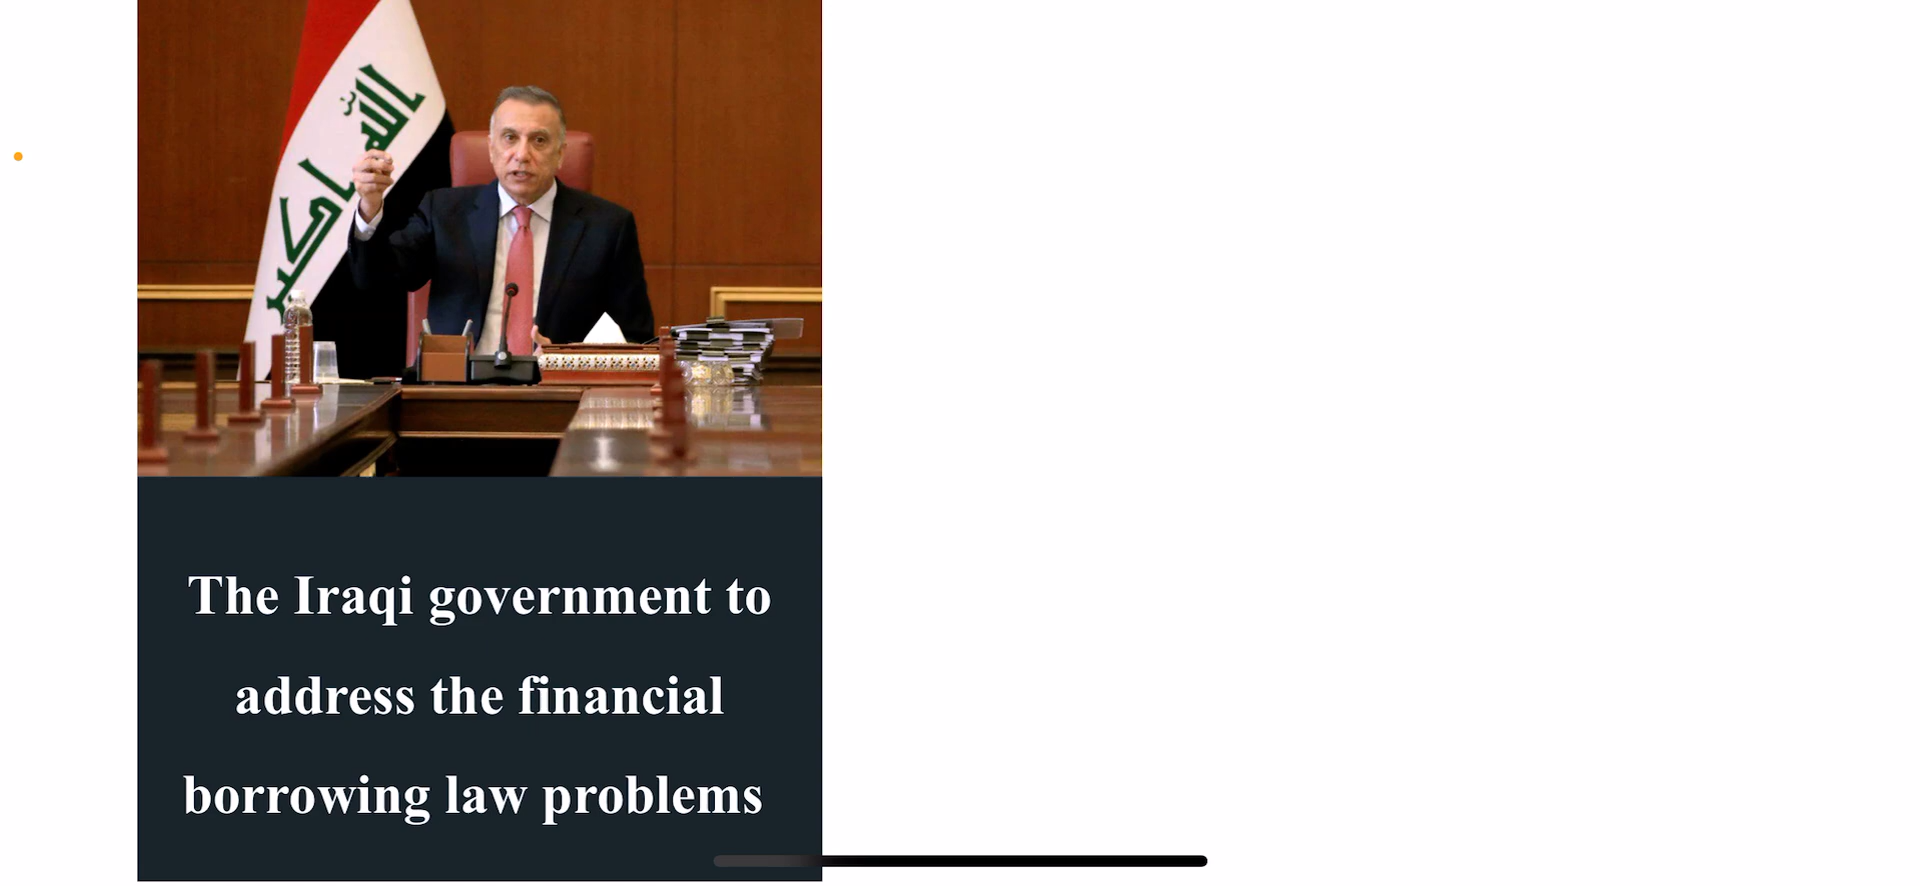 الله اكبر
The Iraqi government to
address the financial
borrowing law problems